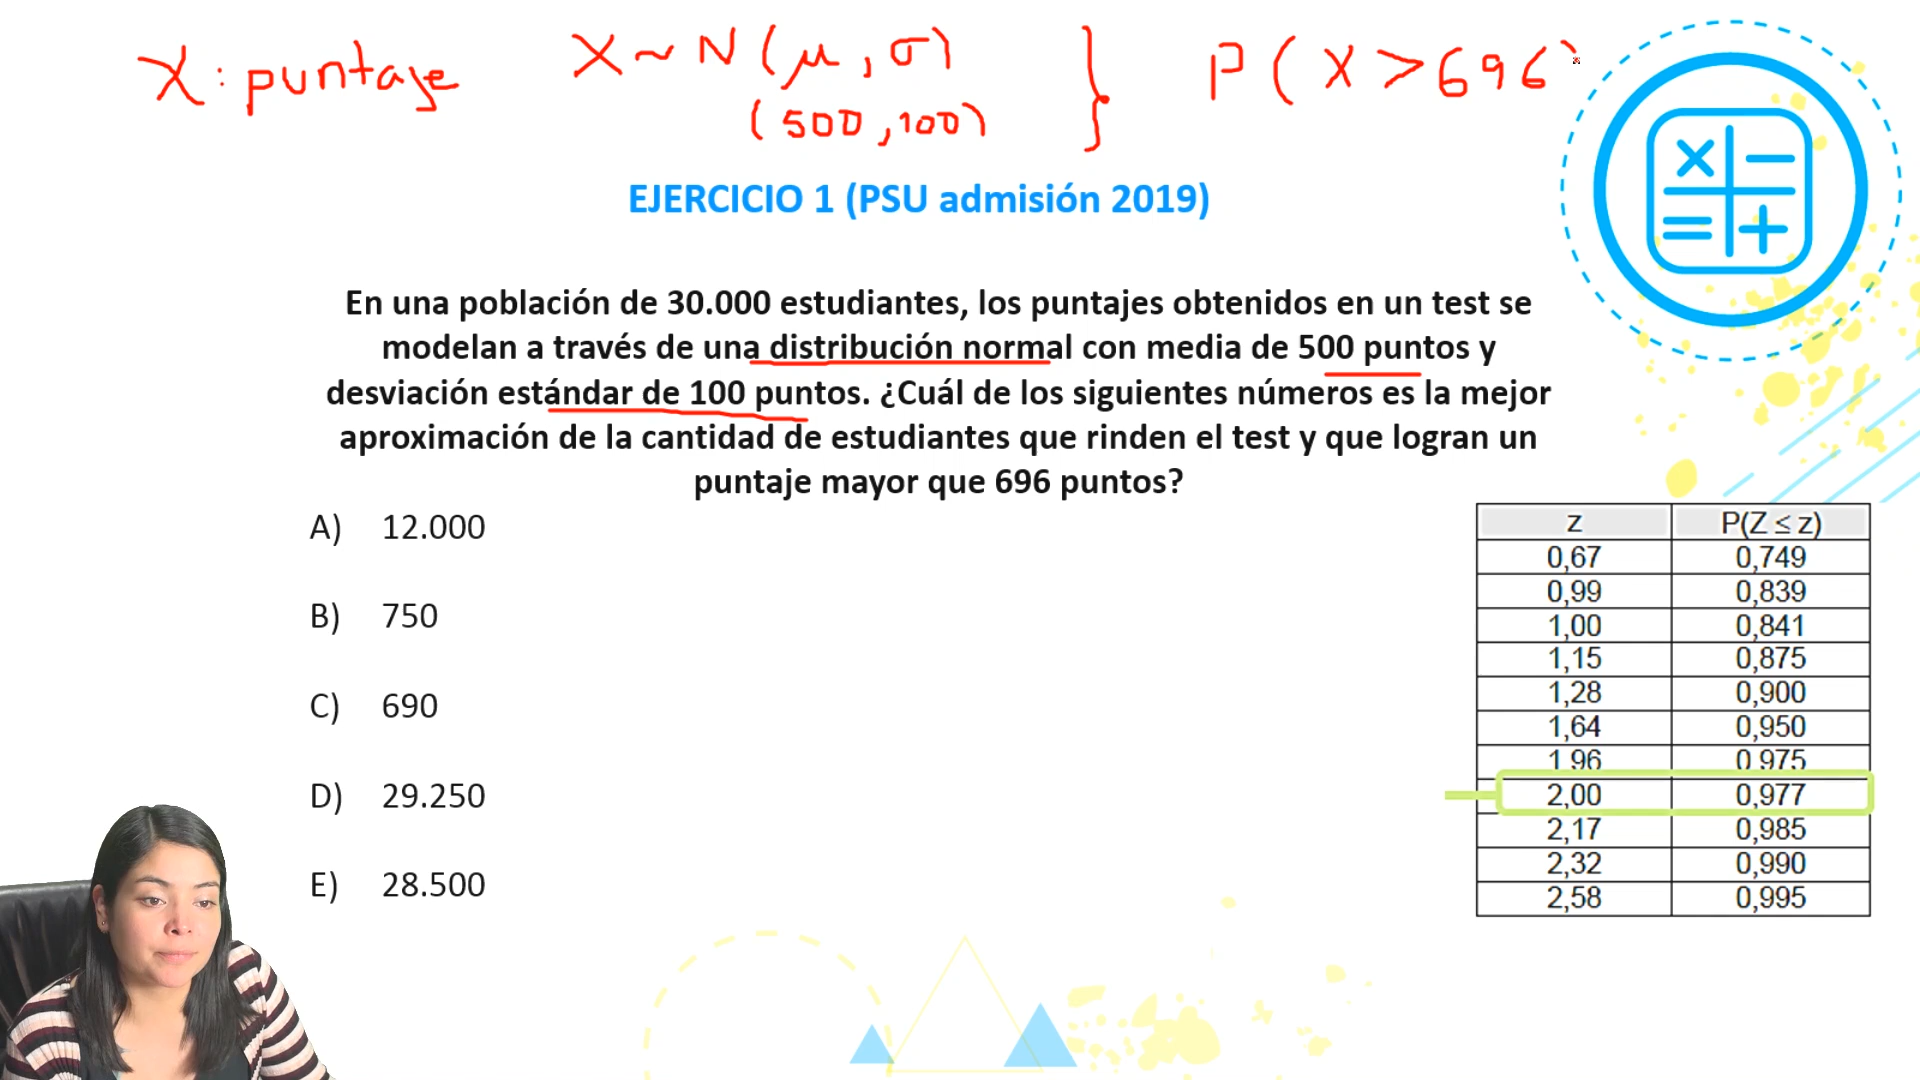 X: puntaje X ~ N (μ, σ) } P ( X > 696)
(500, 100)
EJERCICIO 1 (PSU admisión 2019)
En una población de 30.000 estudiantes, los puntajes obtenidos en un test se
modelan a través de una distribución normal con media de 500 puntos y
desviación estándar de 100 puntos. ¿Cuál de los siguientes números es la mejor
aproximación de la cantidad de estudiantes que rinden el test y que logran un
puntaje mayor que 696 puntos?
A) 12.000
B) 750
C) 690
D) 29.250
E) 28.500
z P(Z ≤ z)
0,67 0,749
0,99 0,839
1,00 0,841
1,15 0,875
1,28 0,900
1,64 0,950
1,96 0,975
2,00 0,977
2,17 0,985
2,32 0,990
2,58 0,995